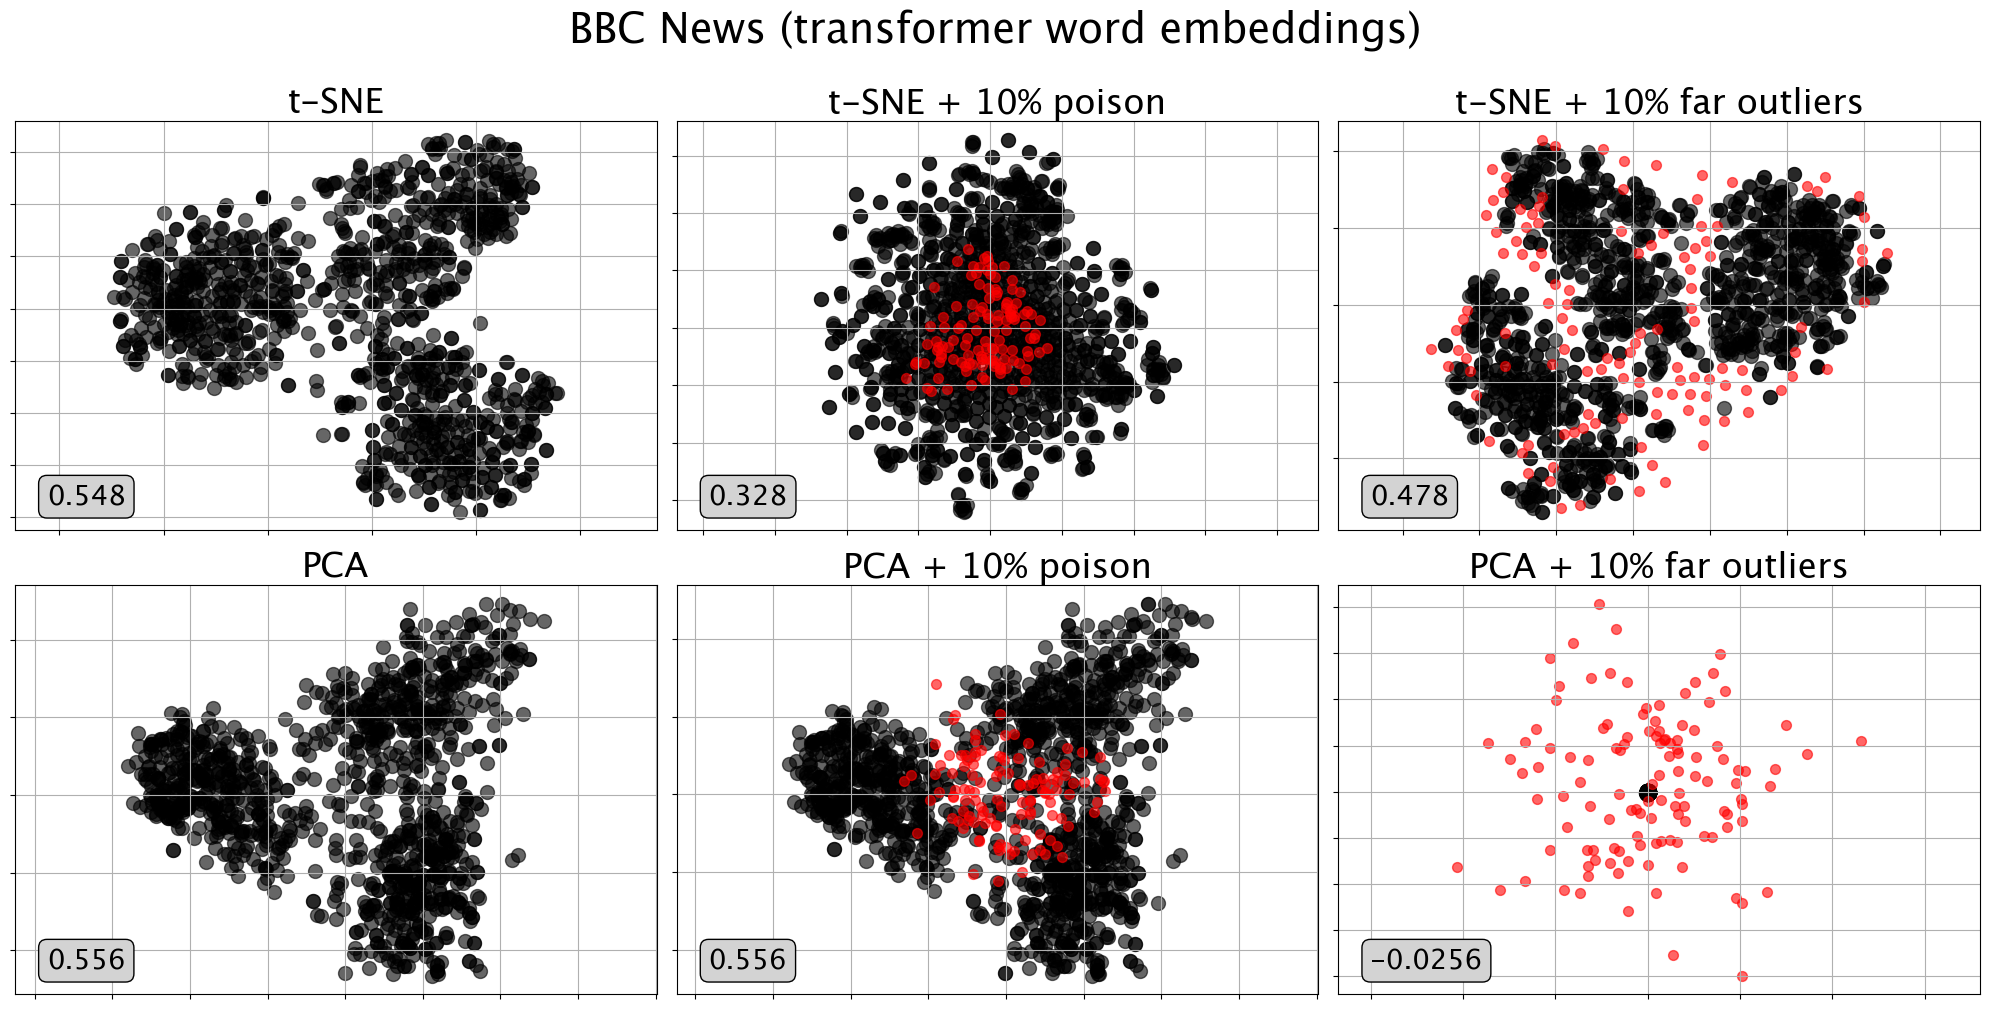 BBC News (transformer word embeddings)
t-SNE
t-SNE + 10% poison
t-SNE + 10% far outliers
0.548
0.328
0.478
PCA
PCA + 10% poison
PCA + 10% far outliers
0.556
0.556
-0.0256